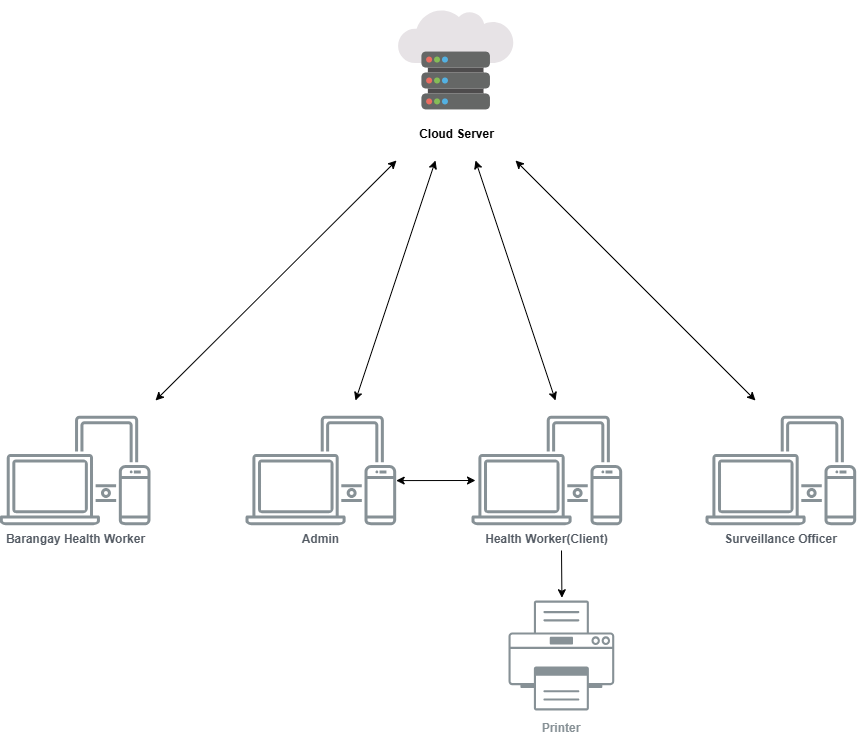 Cloud Server
Barangay Health Worker
Admin
Health Worker(Client)
Surveillance Officer
Printer